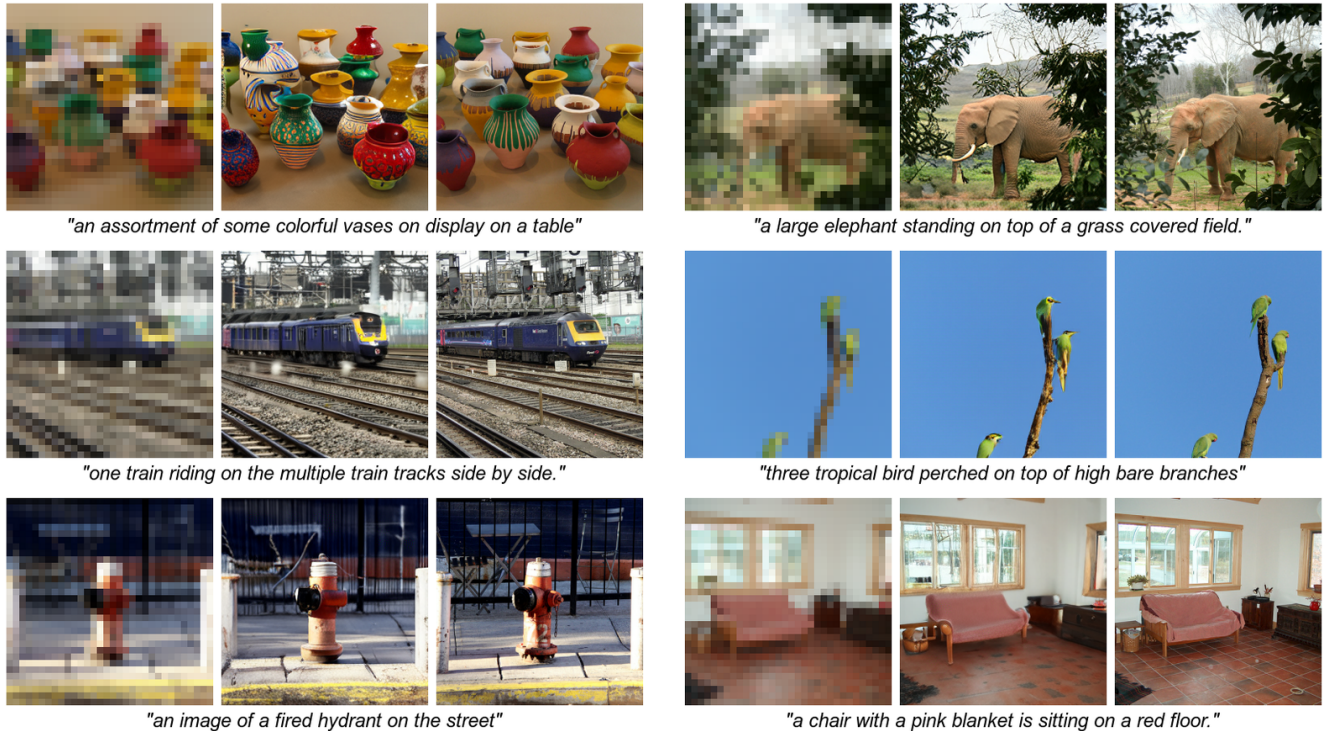 "an assortment of some colorful vases on display on a table"
"a large elephant standing on top of a grass covered field."
"one train riding on the multiple train tracks side by side."
"three tropical bird perched on top of high bare branches"
"an image of a fired hydrant on the street"
"a chair with a pink blanket is sitting on a red floor."